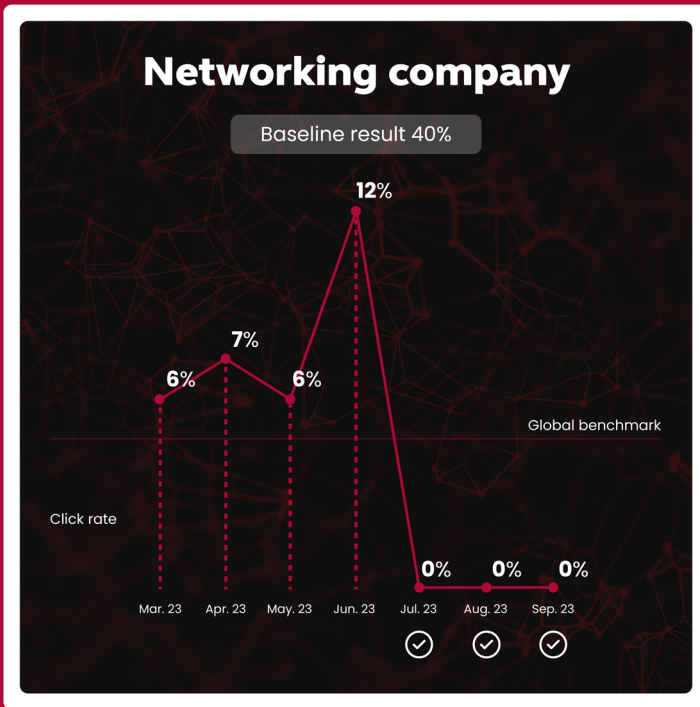 Networking company
Baseline result 40%
12%
7%
6% 6%
Global benchmark
Click rate
0% 0% 0%
Mar. 23 Apr. 23 May. 23 Jun. 23 Jul. 23 Aug. 23 Sep. 23